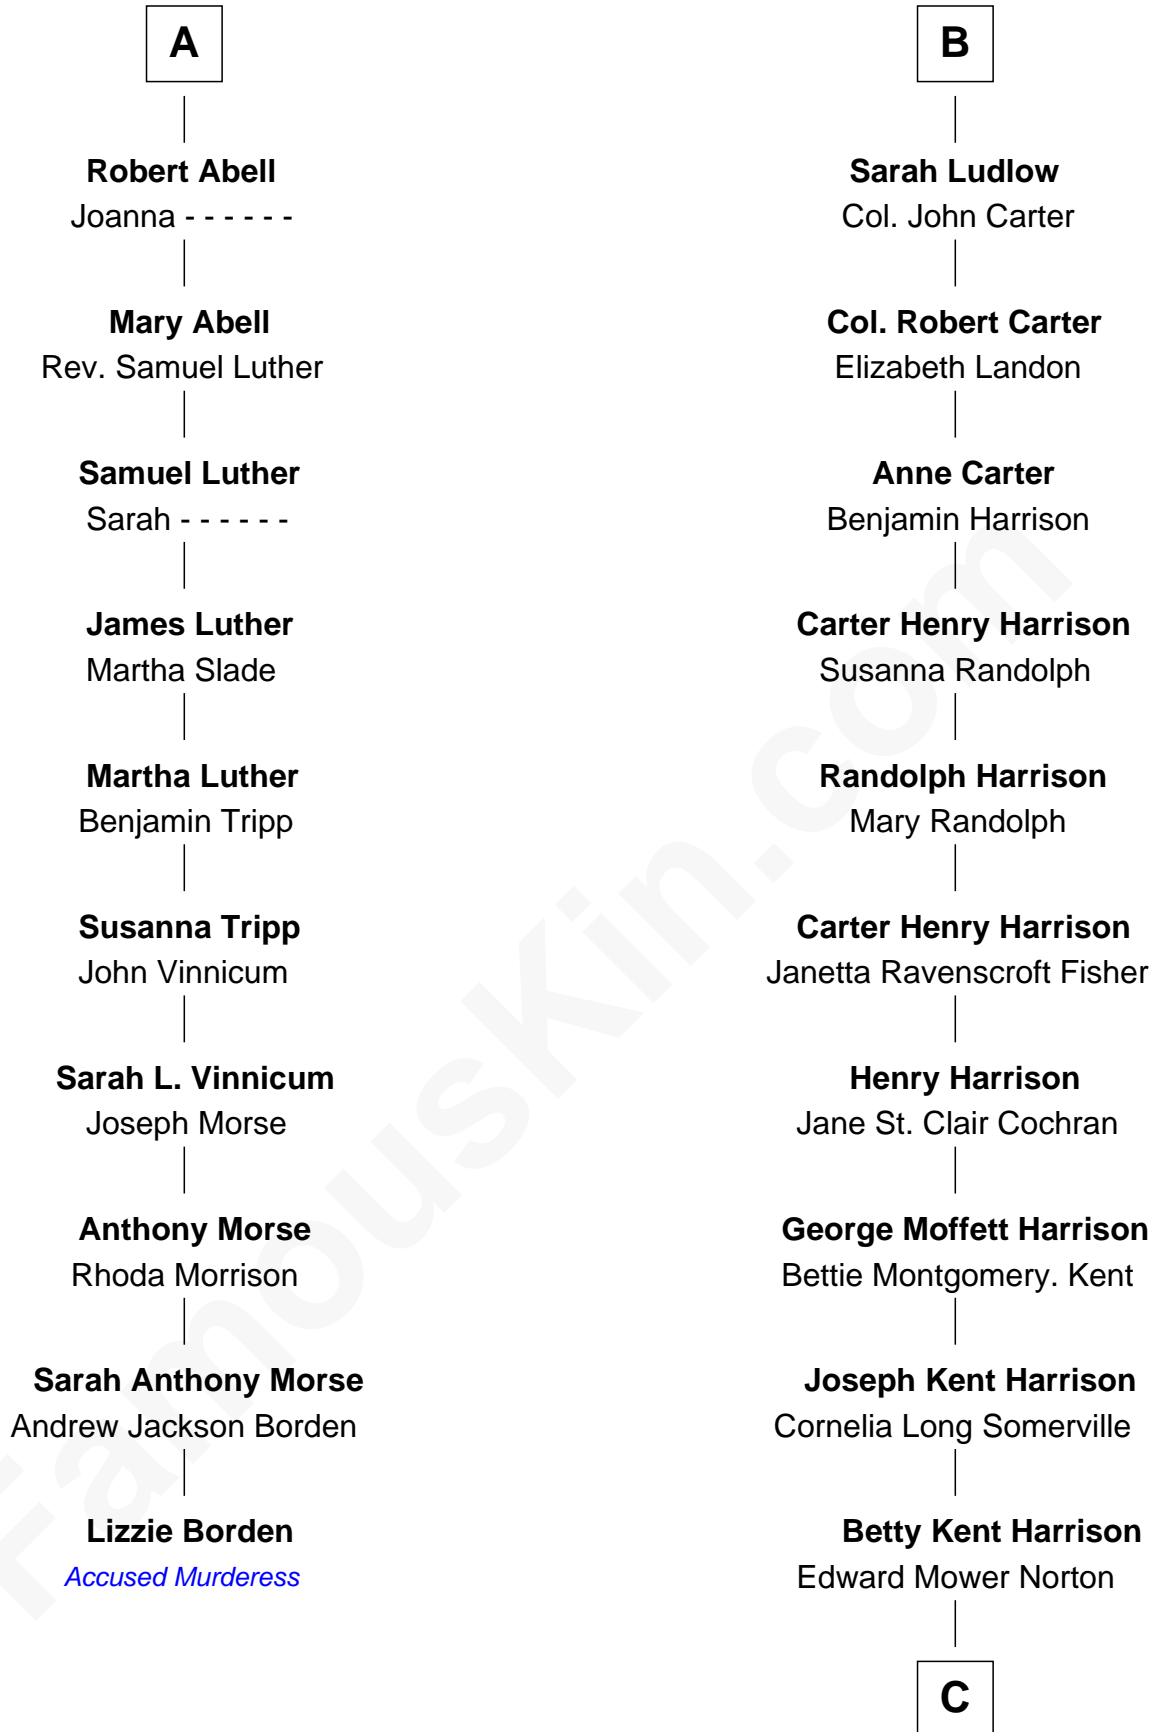 A
Robert Abell
Joanna - - - - - -
Mary Abell
Rev. Samuel Luther
Samuel Luther
Sarah - - - - - -
James Luther
Martha Slade
Martha Luther
Benjamin Tripp
Susanna Tripp
John Vinnicum
Sarah L. Vinnicum
Joseph Morse
Anthony Morse
Rhoda Morrison
Sarah Anthony Morse
Andrew Jackson Borden
Lizzie Borden
Accused Murderess
B
Sarah Ludlow
Col. John Carter
Col. Robert Carter
Elizabeth Landon
Anne Carter
Benjamin Harrison
Carter Henry Harrison
Susanna Randolph
Randolph Harrison
Mary Randolph
Carter Henry Harrison
Janetta Ravenscroft Fisher
Henry Harrison
Jane St. Clair Cochran
George Moffett Harrison
Bettie Montgomery. Kent
Joseph Kent Harrison
Cornelia Long Somerville
Betty Kent Harrison
Edward Mower Norton
C
FamousKin.com